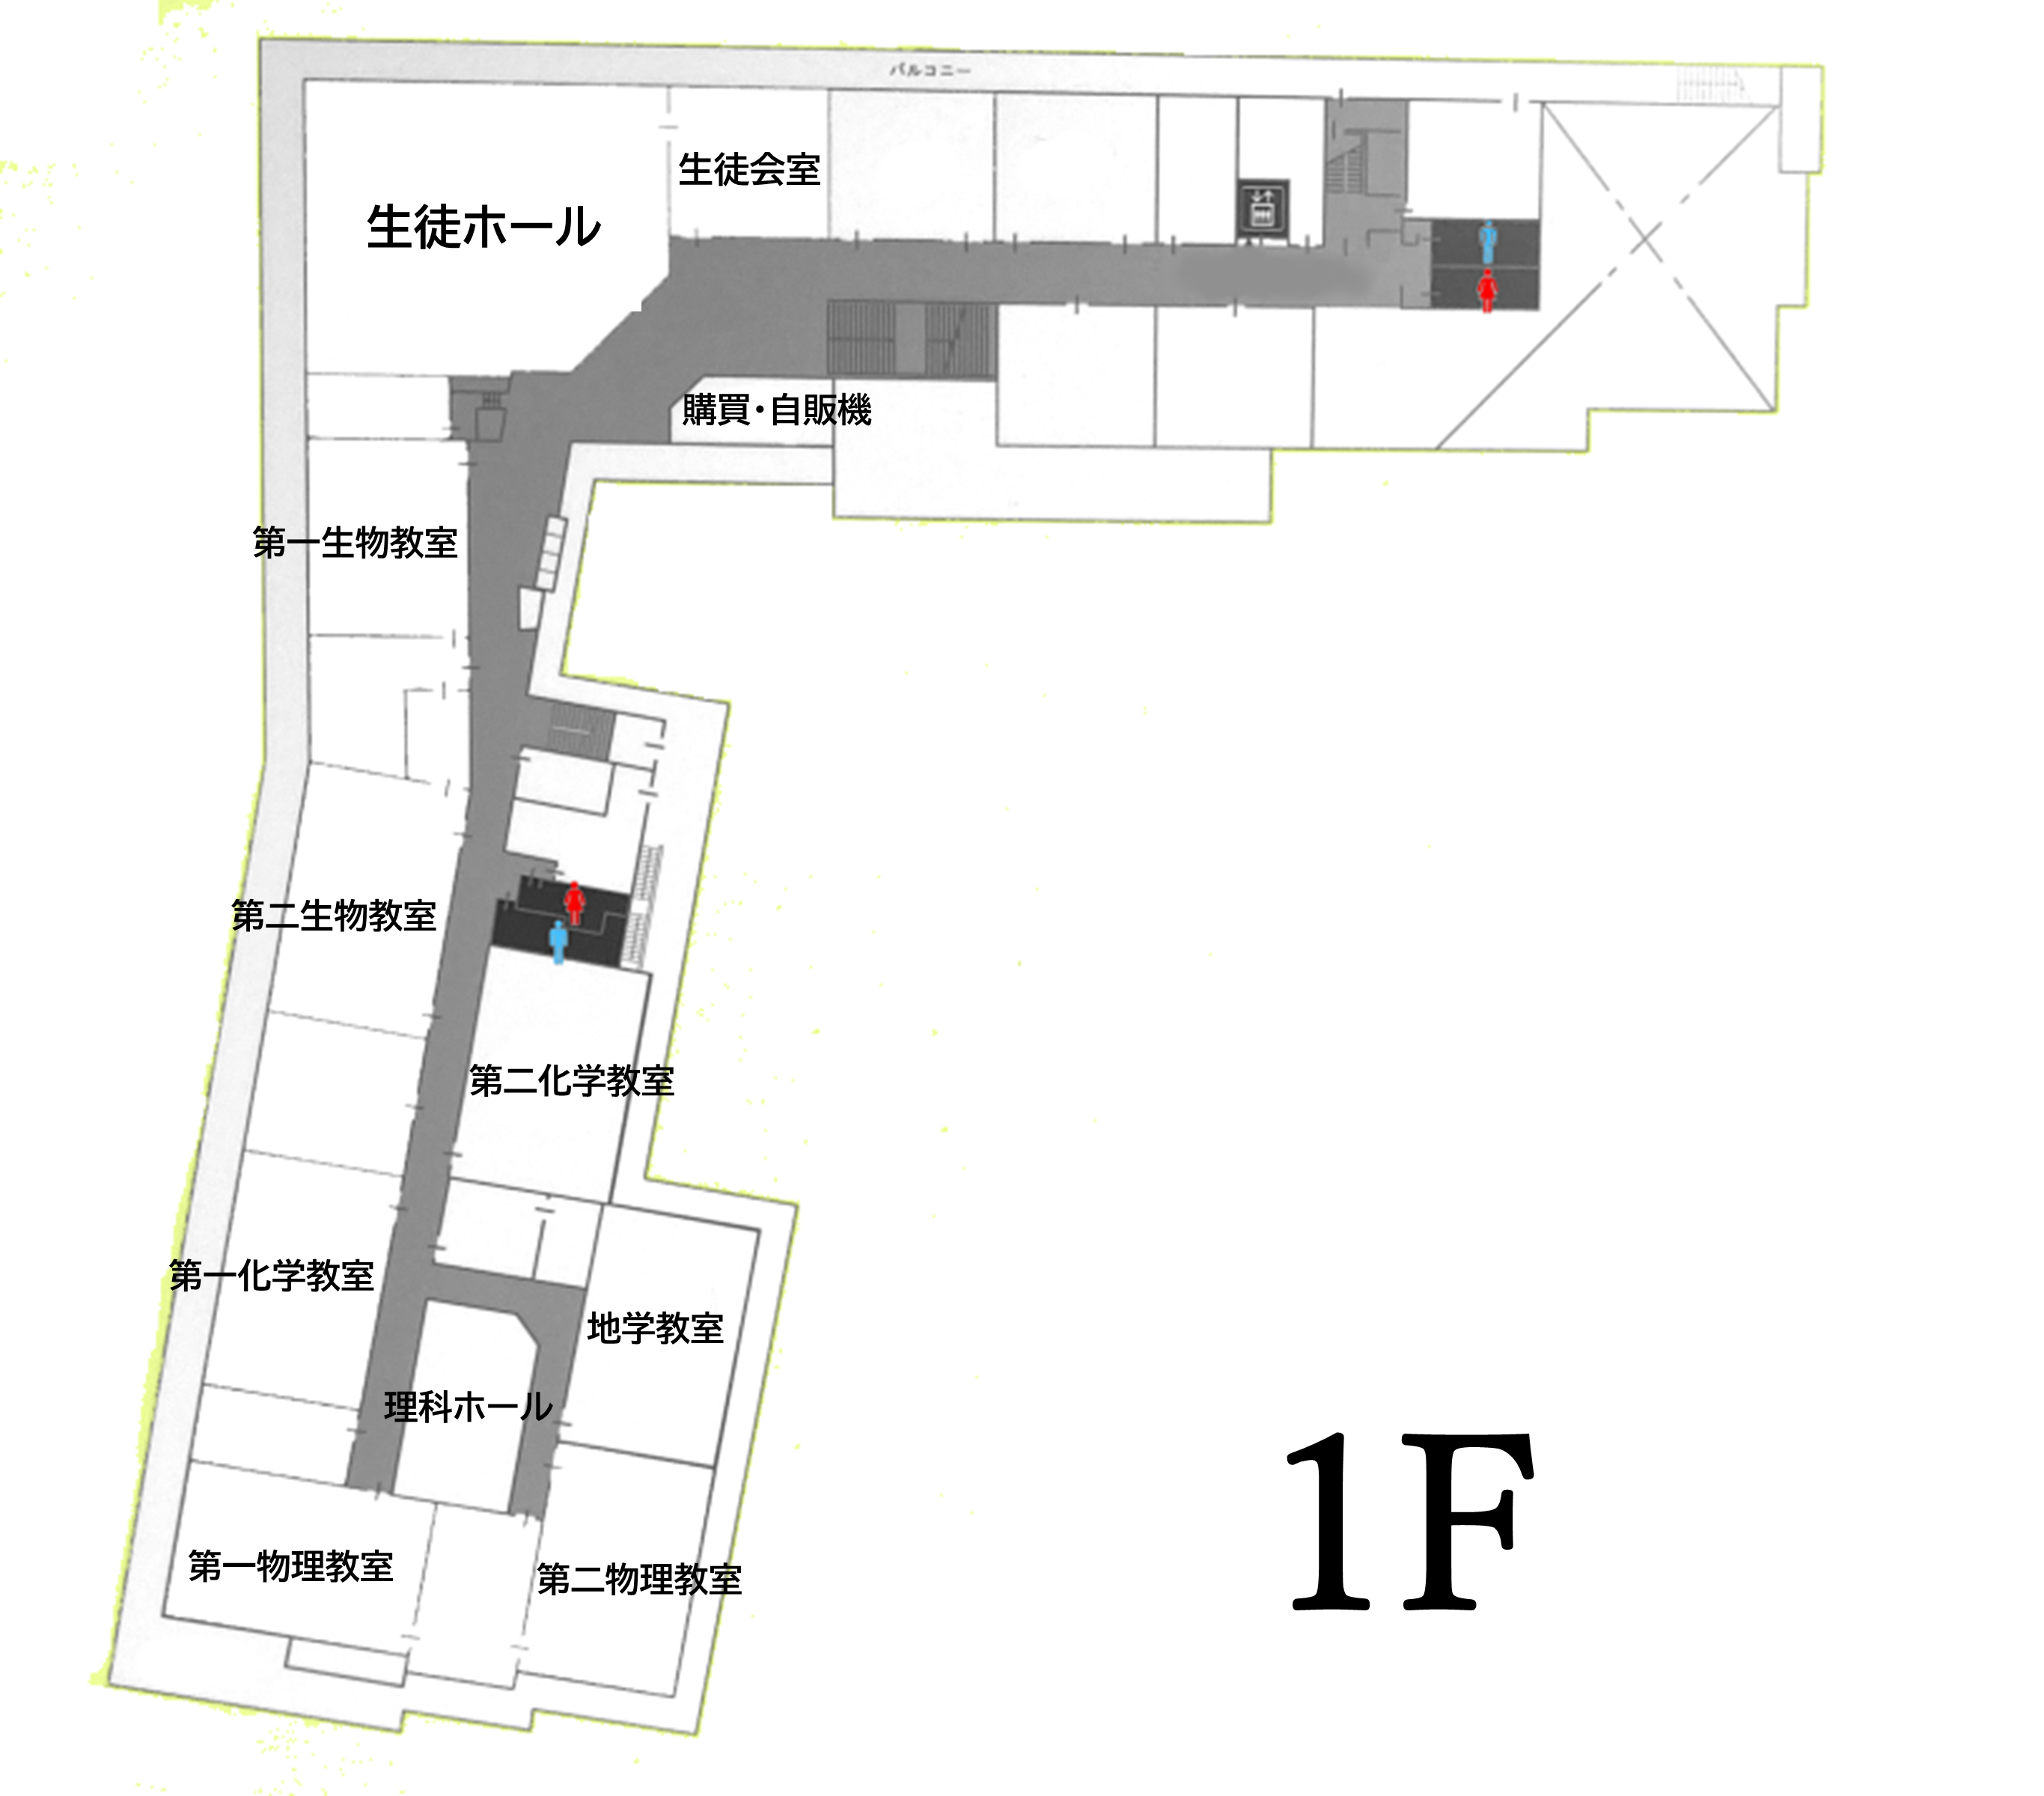 バルコニー
生徒会室
生徒ホール
購買・自販機
第一生物教室
第二生物教室
第二化学教室
第一化学教室
地学教室
理科ホール
第一物理教室
第二物理教室
1F